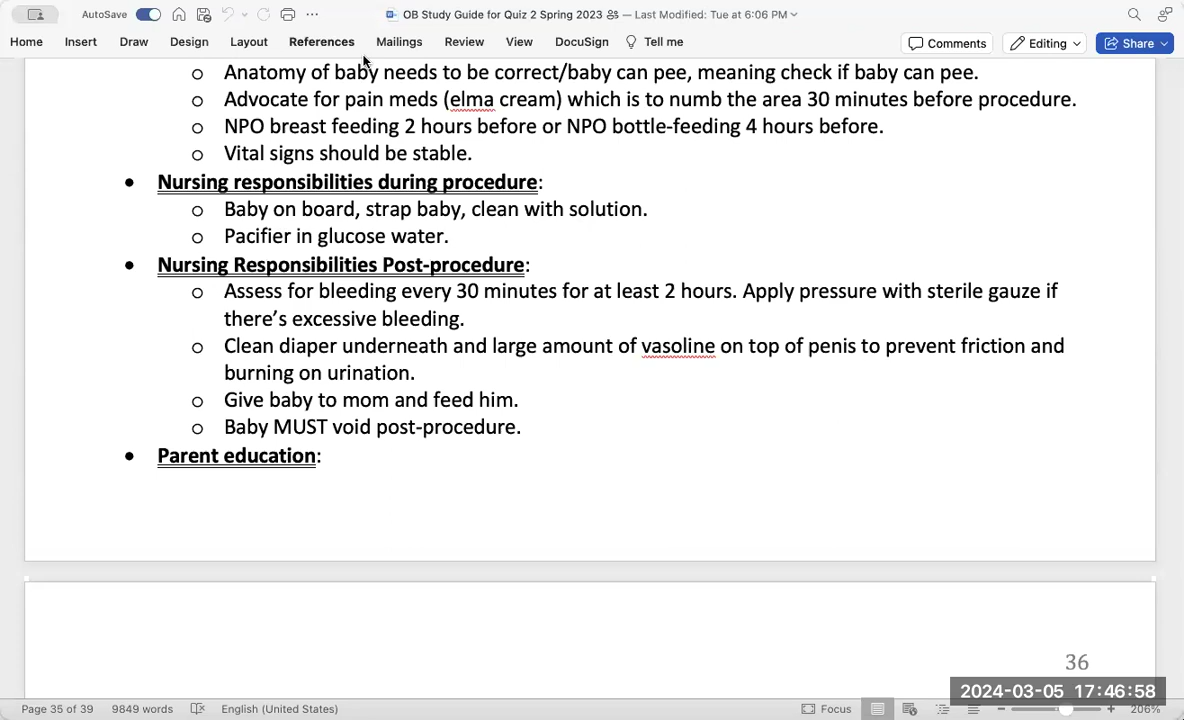 AutoSave
OB Study Guide for Quiz 2 Spring 2023 — Last Modified: Tue at 6:06 PM
Home Insert Draw Design Layout References Mailings Review View DocuSign Tell me Comments Editing Share
o Anatomy of baby needs to be correct/baby can pee, meaning check if baby can pee.
o Advocate for pain meds (elma cream) which is to numb the area 30 minutes before procedure.
o NPO breast feeding 2 hours before or NPO bottle-feeding 4 hours before.
o Vital signs should be stable.
• Nursing responsibilities during procedure:
o Baby on board, strap baby, clean with solution.
o Pacifier in glucose water.
• Nursing Responsibilities Post-procedure:
o Assess for bleeding every 30 minutes for at least 2 hours. Apply pressure with sterile gauze if
there’s excessive bleeding.
o Clean diaper underneath and large amount of vasoline on top of penis to prevent friction and
burning on urination.
o Give baby to mom and feed him.
o Baby MUST void post-procedure.
• Parent education:
36
2024-03-05 17:46:58
Page 35 of 39 9849 words English (United States) Focus 206%